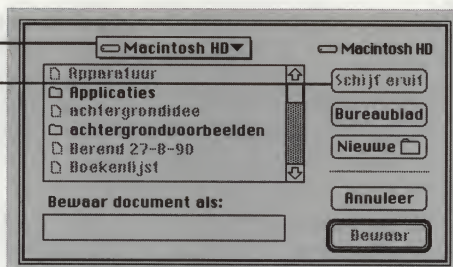 Macintosh HD
Macintosh HD
Apparatuur
Applicaties
achtergrondidee
achtergrondvoorbeelden
Berend 27-8-90
Boekenlijst
Schijf eruit
Bureaublad
Nieuwe
Bewaar document als:
Annuleer
Bewaar